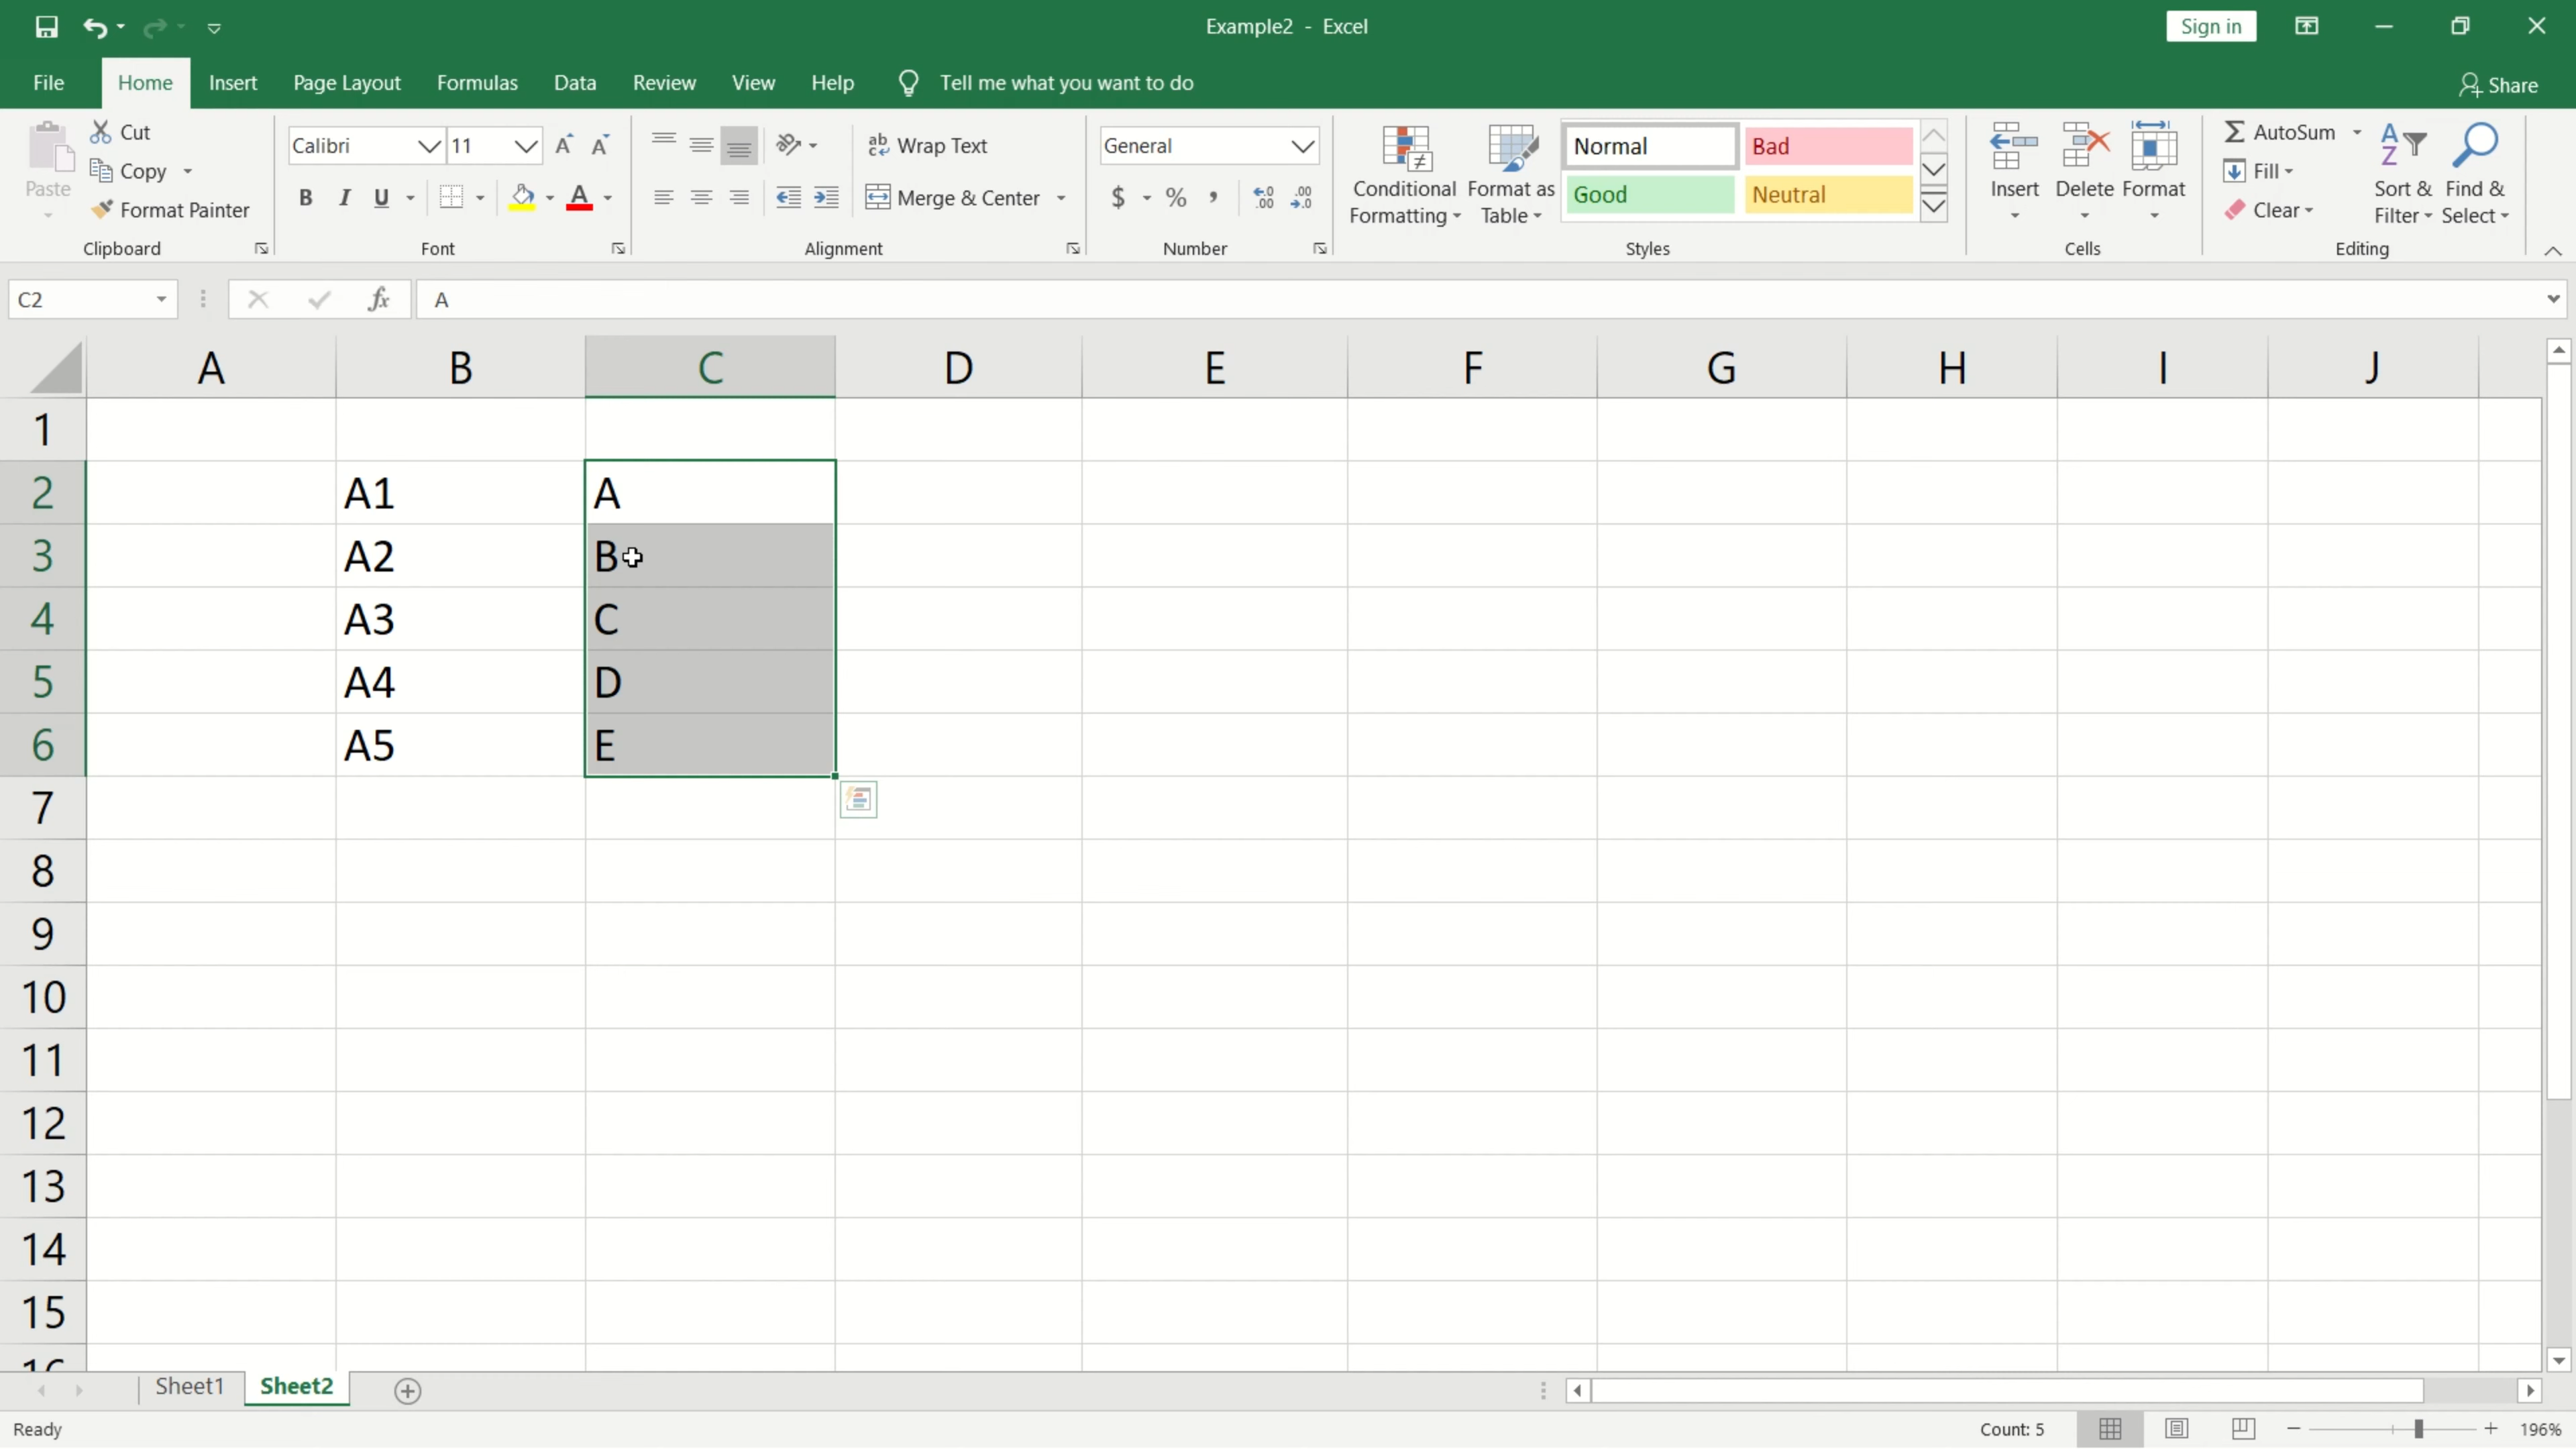 Example2 - Excel
Sign in
File Home Insert Page Layout Formulas Data Review View Help Tell me what you want to do Share
Paste
Cut
Copy
Format Painter
Clipboard
Calibri 11
B I U A
Font
Wrap Text
Merge & Center
Alignment
General
$ % ,
Number
Conditional
Formatting
Format as
Table
Normal Bad
Good Neutral
Styles
Insert Delete Format
Cells
AutoSum
Fill
Clear
Sort &
Filter
Find &
Select
Editing
C2 fx A
A B C D E F G H I J
1
2 A1 A
3 A2 B
4 A3 C
5 A4 D
6 A5 E
7
8
9
10
11
12
13
14
15
16
Sheet1 Sheet2
Ready Count: 5 196%